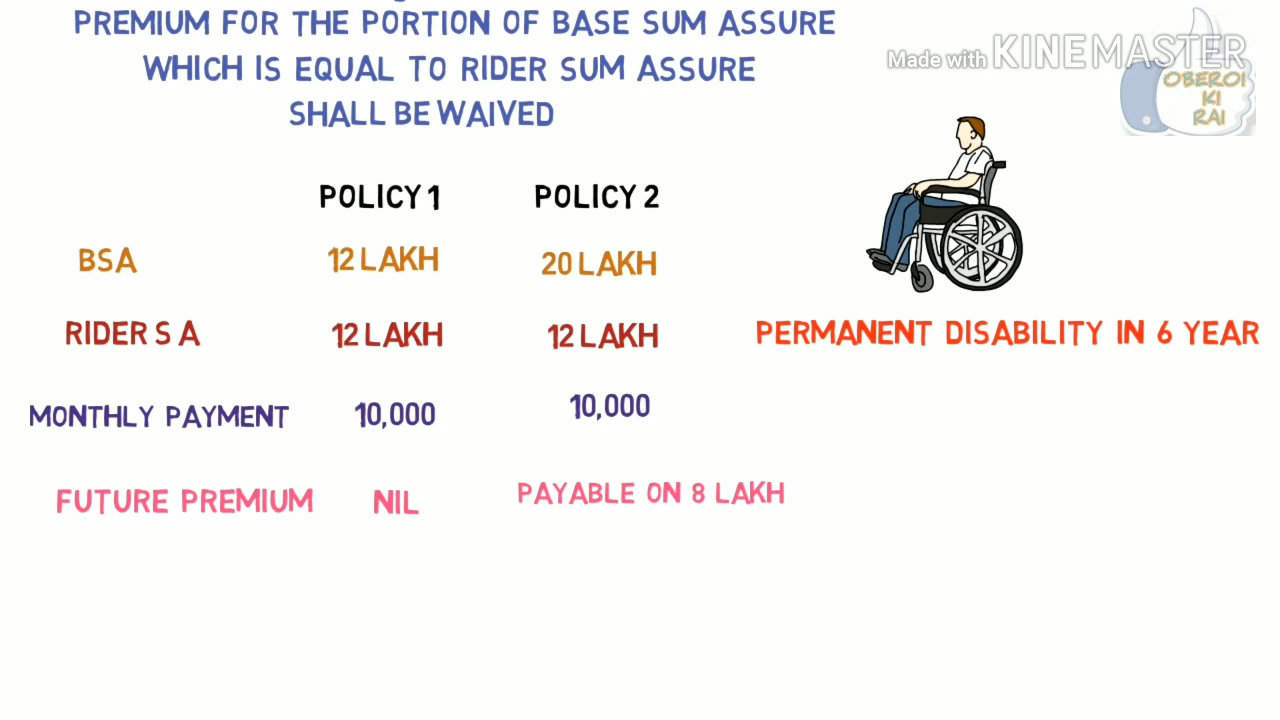 PREMIUM FOR THE PORTION OF BASE SUM ASSURE
WHICH IS EQUAL TO RIDER SUM ASSURE
SHALL BE WAIVED
Made with KINEMASTER
OBEROI
KI
RAI
POLICY 1 POLICY 2
BSA 12 LAKH 20 LAKH
RIDER S A 12 LAKH 12 LAKH
PERMANENT DISABILITY IN 6 YEAR
MONTHLY PAYMENT 10,000 10,000
FUTURE PREMIUM NIL PAYABLE ON 8 LAKH